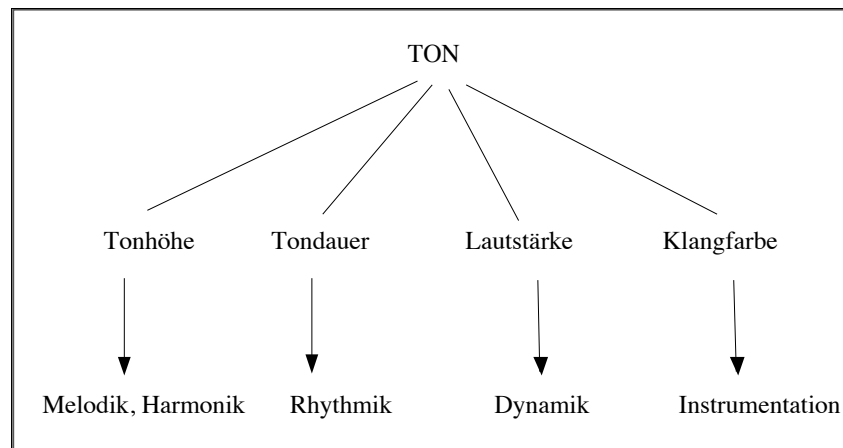 TON
Tonhöhe Tondauer Lautstärke Klangfarbe
Melodik, Harmonik Rhythmik Dynamik Instrumentation